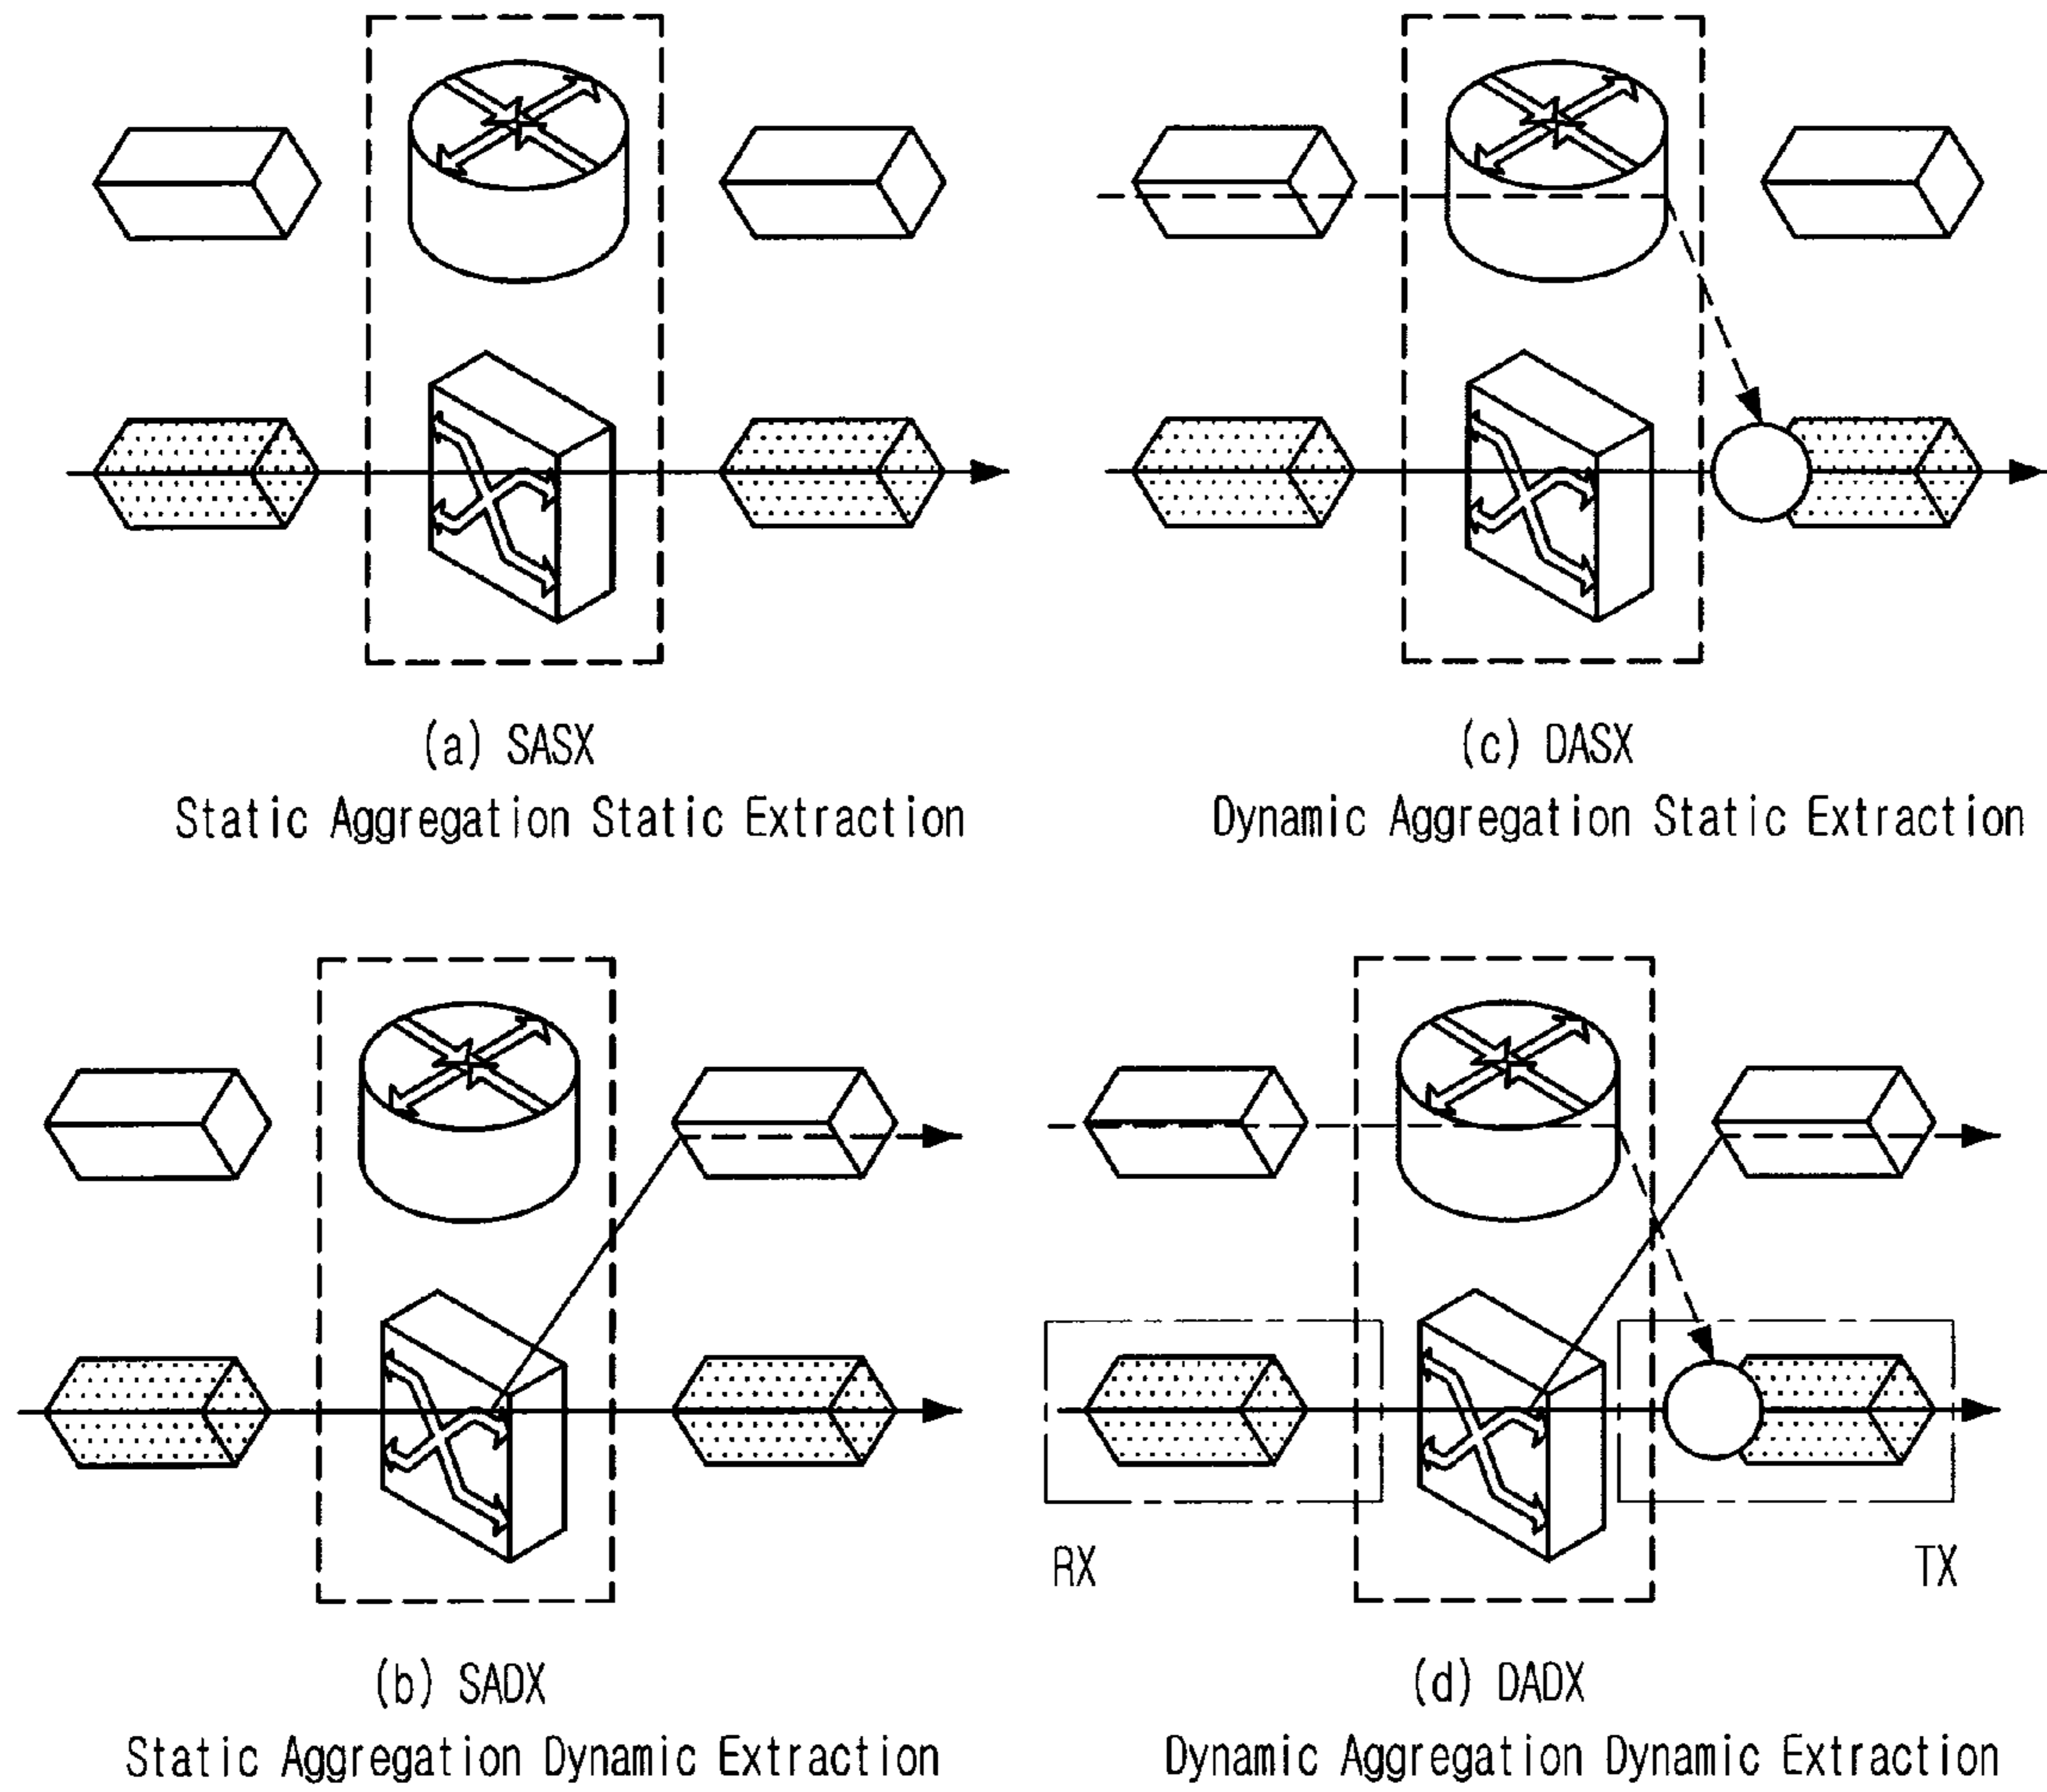 (a) SASX
Static Aggregation Static Extraction
(c) DASX
Dynamic Aggregation Static Extraction
RX
TX
(b) SADX
Static Aggregation Dynamic Extraction
(d) DADX
Dynamic Aggregation Dynamic Extraction